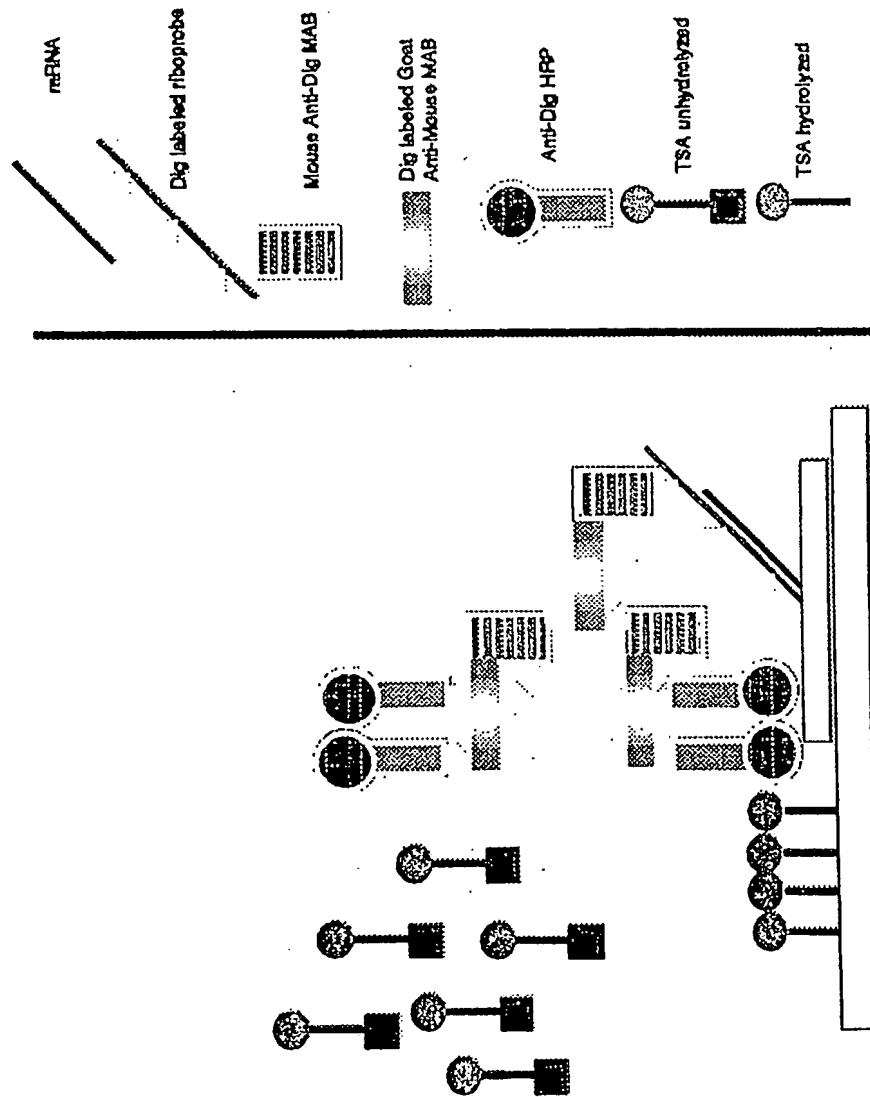 mRNA
Dig labeled riboprobe
Mouse Anti-Dig MAB
Dig labeled Goat
Anti-Mouse MAB
Anti-Dig HRP
TSA unhydrolyzed
TSA hydrolyzed